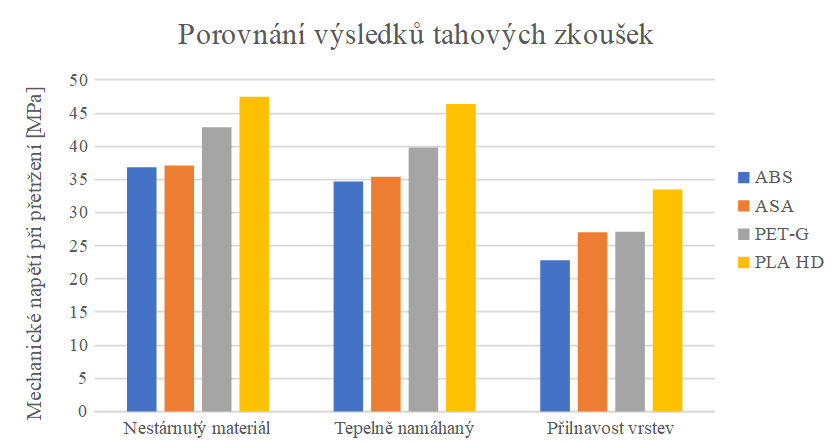 Porovnání výsledků tahových zkoušek
Mechanické napětí při přetržení [MPa]
50
45
40
35
30
25
20
15
10
5
0
Nestárnutý materiál
Tepelně namáhaný
Přilnavost vrstev
ABS
ASA
PET-G
PLA HD